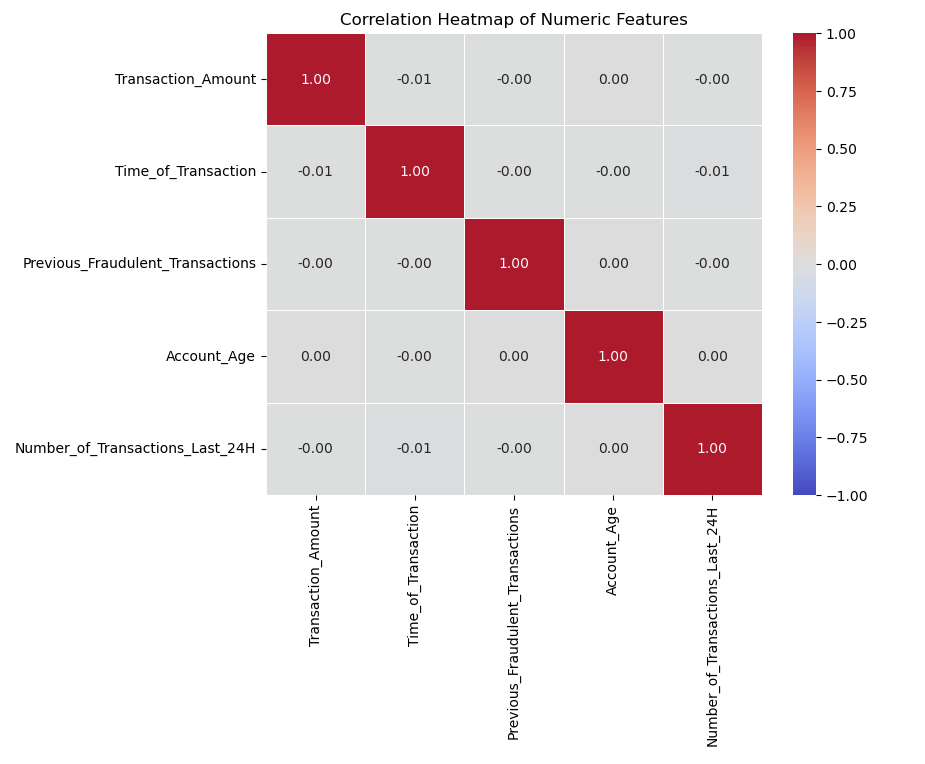 Correlation Heatmap of Numeric Features
Transaction_Amount 1.00 -0.01 -0.00 0.00 -0.00
Time_of_Transaction -0.01 1.00 -0.00 -0.00 -0.01
Previous_Fraudulent_Transactions -0.00 -0.00 1.00 0.00 -0.00
Account_Age 0.00 -0.00 0.00 1.00 0.00
Number_of_Transactions_Last_24H -0.00 -0.01 -0.00 0.00 1.00
Transaction_Amount
Time_of_Transaction
Previous_Fraudulent_Transactions
Account_Age
Number_of_Transactions_Last_24H
1.00
0.75
0.50
0.25
0.00
−0.25
−0.50
−0.75
−1.00